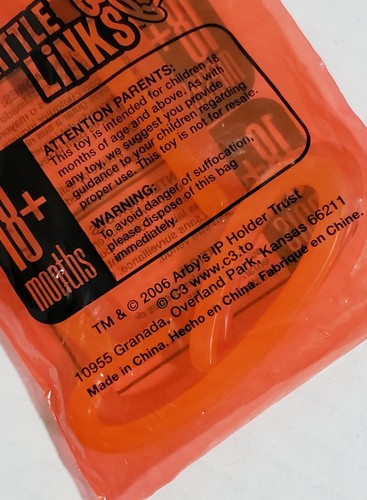 LINKS
ATTENTION PARENTS:
This toy is intended for children 18
months of age and above. As with
any toy, we suggest you provide
guidance to your children regarding
proper use. This toy is not for resale.
18+
months
WARNING:
To avoid danger of suffocation,
please dispose of this bag
immediately.
TM & © 2006 Arby's IP Holder Trust
© C3 www.c3.to
10955 Granada, Overland Park, Kansas 66211
Made in China. Hecho en China. Fabriqué en Chine.